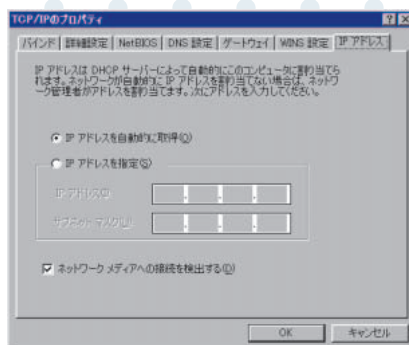 TCP/IPのプロパティ
バインド 詳細設定 NetBIOS DNS 設定 ゲートウェイ WINS 設定 IP アドレス
IP アドレスは DHCP サーバーによって自動的にこのコンピュータに割り当てら
れます。ネットワークが自動的に IP アドレスを割り当てない場合は、ネットワ
ーク管理者がアドレスを割り当てます。次にアドレスを入力してください。
IP アドレスを自動的に取得(O)
IP アドレスを指定(S)
IP アドレス(I):
サブネット マスク(U):
ネットワーク メディアへの接続を検出する(D)
OK キャンセル